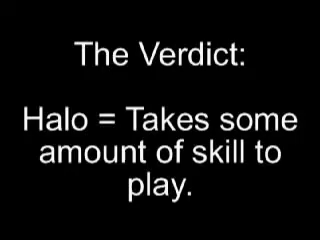 The Verdict:
Halo = Takes some
amount of skill to
play.